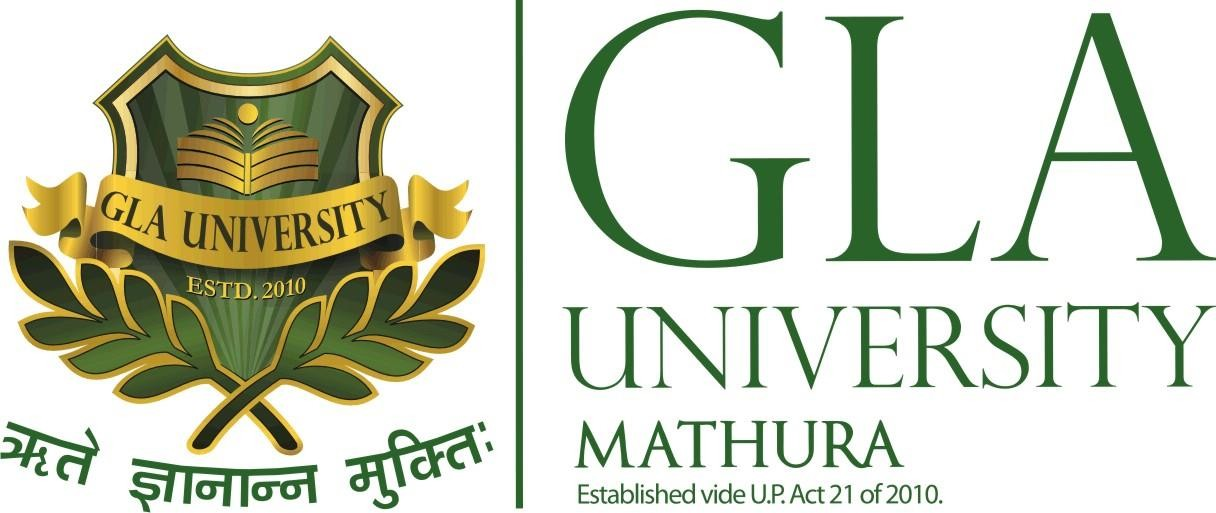 GLA UNIVERSITY
ESTD. 2010
ऋते ज्ञानान्न मुक्तिः
GLA
UNIVERSITY
MATHURA
Established vide U.P. Act 21 of 2010.